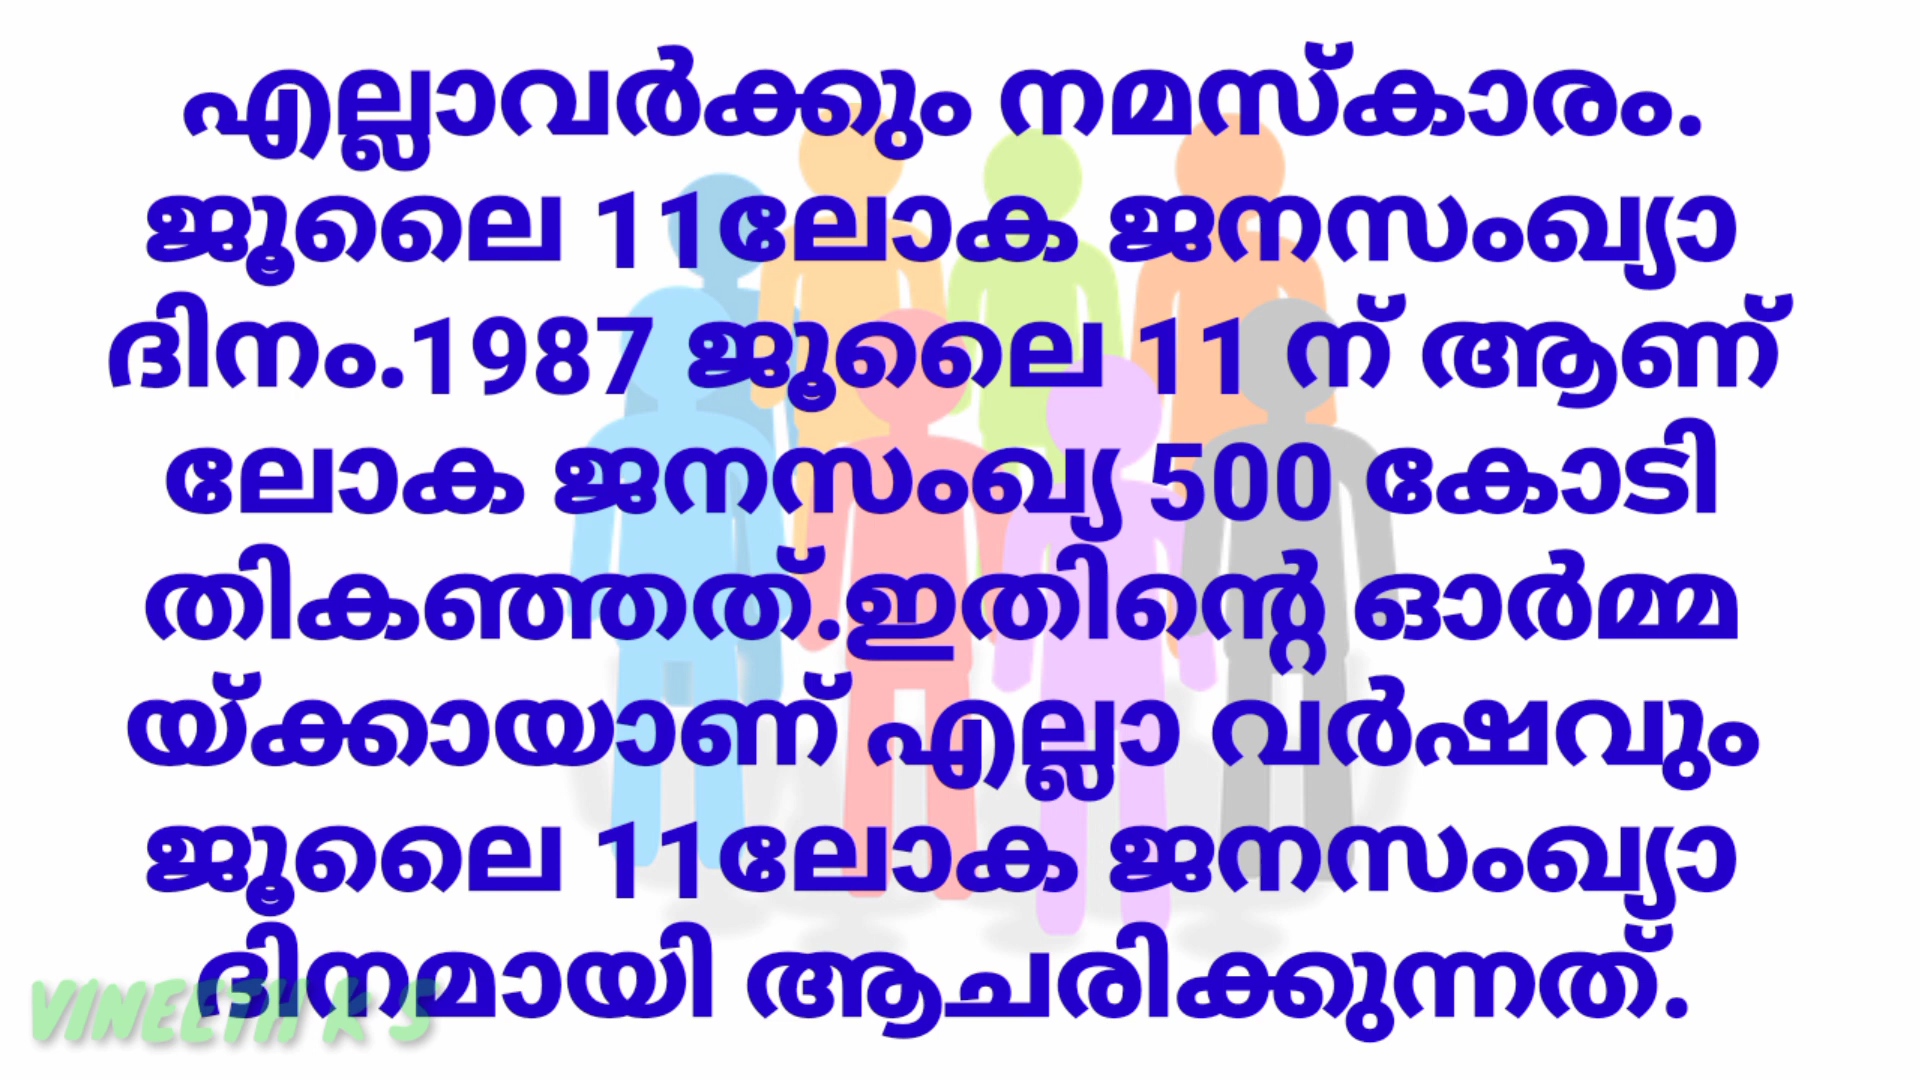 എല്ലാവർക്കും നമസ്കാരം.
ജൂലൈ 11ലോക ജനസംഖ്യാ
ദിനം.1987 ജൂലൈ 11 ന് ആണ്
ലോക ജനസംഖ്യ 500 കോടി
തികഞ്ഞത്.ഇതിന്റെ ഓർമ്മ
യ്ക്കായാണ് എല്ലാ വർഷവും
ജൂലൈ 11ലോക ജനസംഖ്യാ
ദിനമായി ആചരിക്കുന്നത്.
VINEETH K S